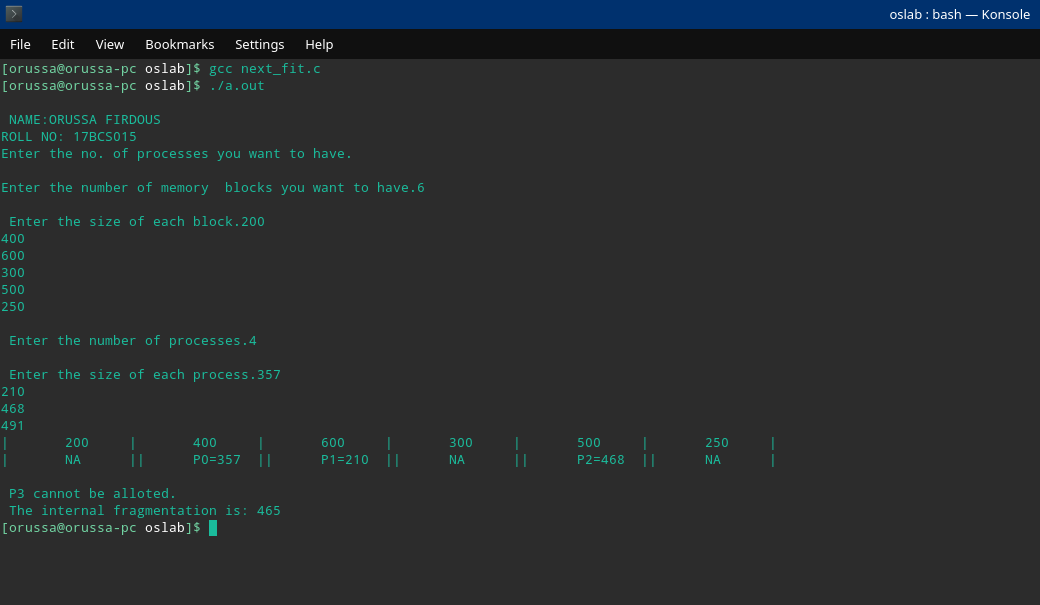 oslab : bash — Konsole
File Edit View Bookmarks Settings Help
[orussa@orussa-pc oslab]$ gcc next_fit.c
[orussa@orussa-pc oslab]$ ./a.out
NAME:ORUSSA FIRDOUS
ROLL NO: 17BCS015
Enter the no. of processes you want to have.
Enter the number of memory  blocks you want to have.6
Enter the size of each block.200
400
600
300
500
250
Enter the number of processes.4
Enter the size of each process.357
210
468
491
|       200     |       400     |       600     |       300     |       500     |       250     |
|       NA      ||      P0=357  ||      P1=210  ||      NA      ||      P2=468  ||      NA      |
P3 cannot be alloted.
The internal fragmentation is: 465
[orussa@orussa-pc oslab]$